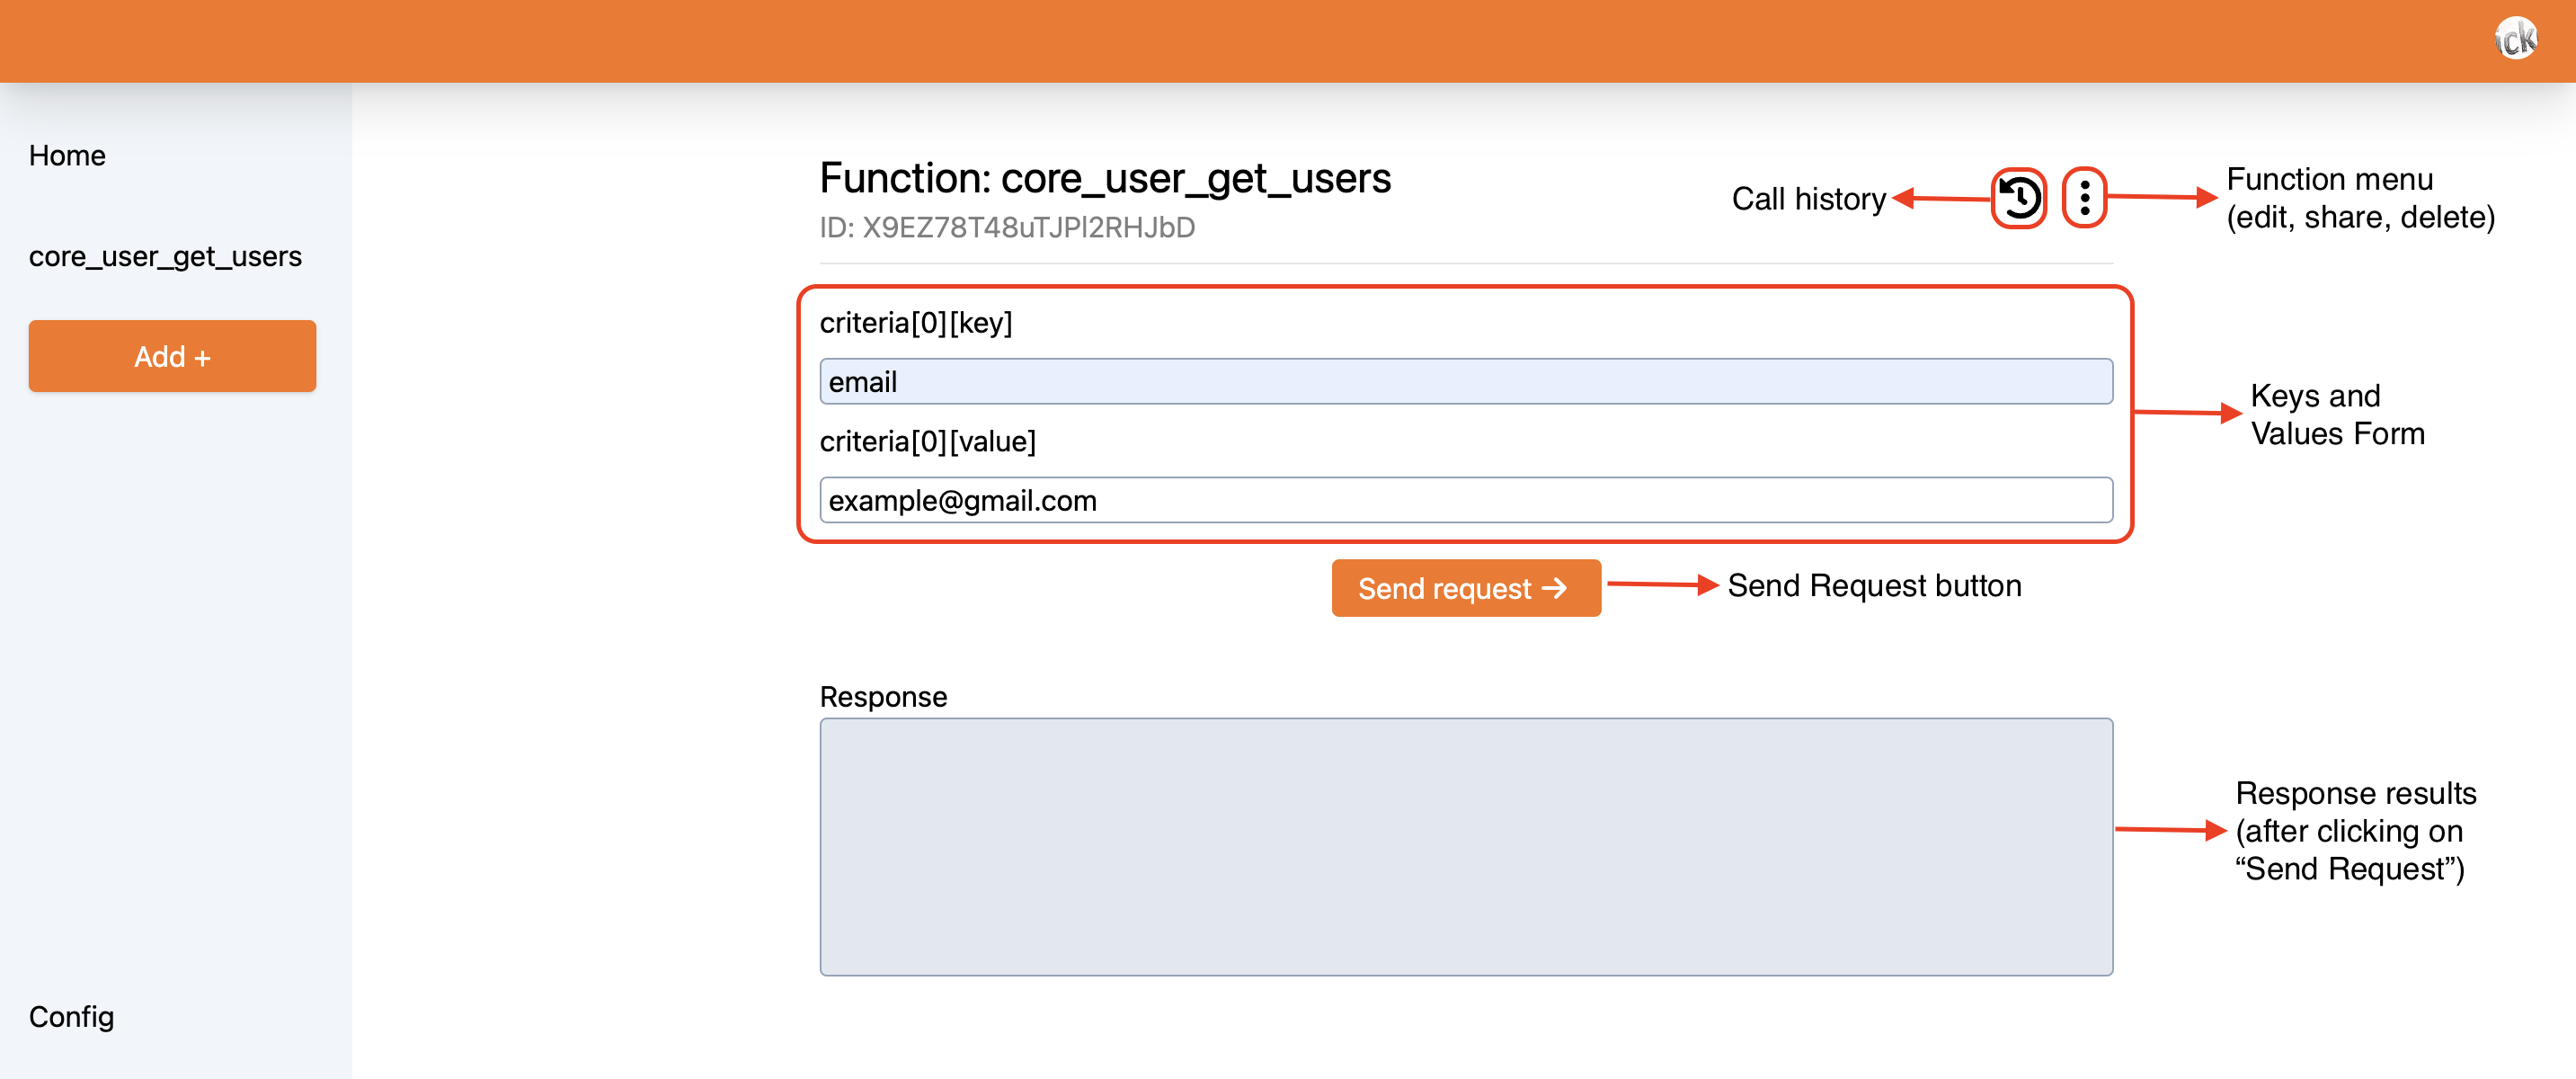 ick
Home
core_user_get_users
Add +
Config
Function: core_user_get_users
ID: X9EZ78T48uTJPl2RHJbD
Call history
Function menu
(edit, share, delete)
criteria[0][key]
email
criteria[0][value]
example@gmail.com
Keys and
Values Form
Send request
Send Request button
Response
Response results
(after clicking on
“Send Request”)